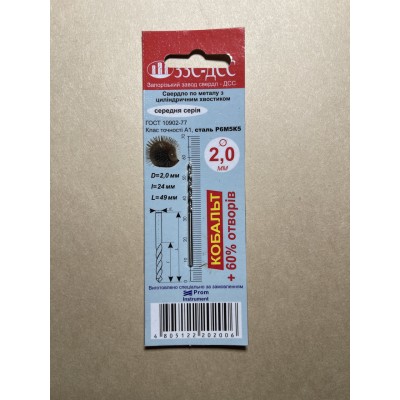 ЗЗС-ДСС
Запорізький завод свердл - ДСС
Свердло по металу з
циліндричним хвостиком
середня серія
ГОСТ 10902-77
Клас точності А1, сталь Р6М5К5
2,0
мм
D=2,0 мм
l=24 мм
L=49 мм
КОБАЛЬТ
+ 60% отворів
Виготовлено спеціально за замовленням
Prom
Instrument
4 805122 202006